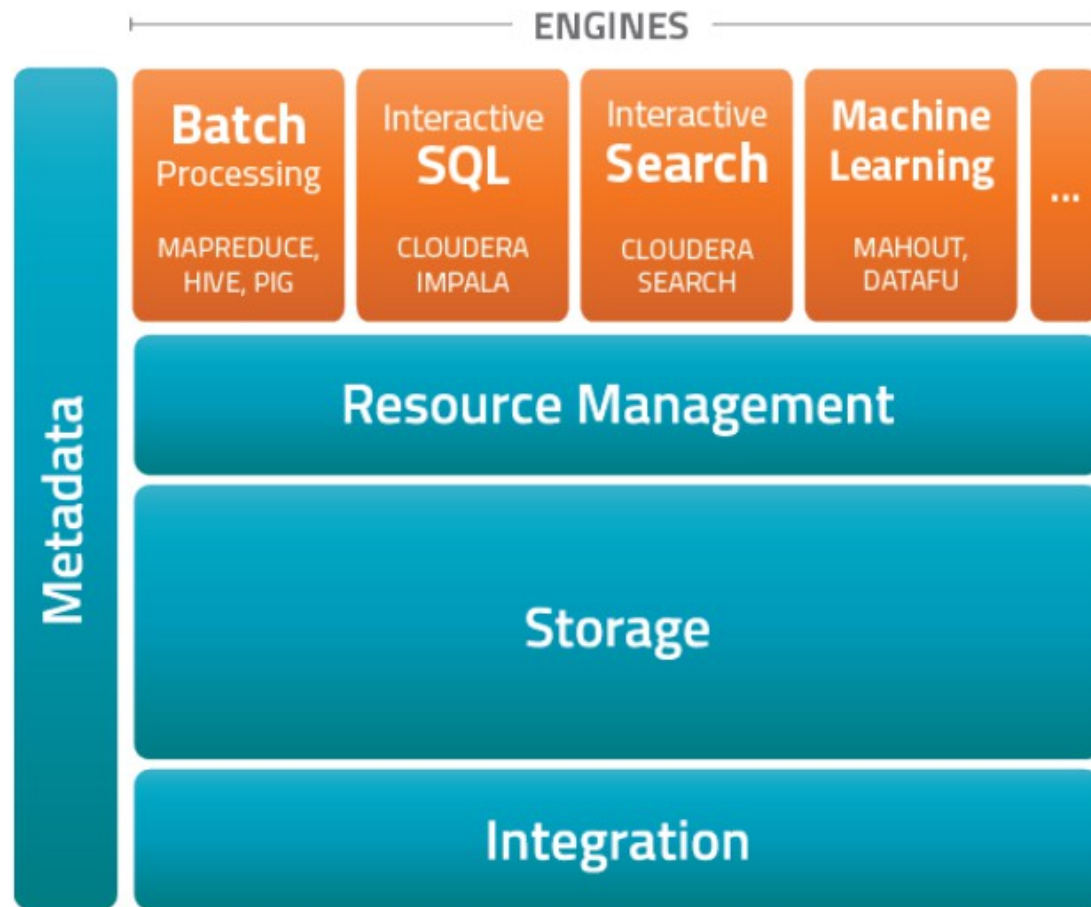 ENGINES
Batch
Processing
MAPREDUCE,
HIVE, PIG
Interactive
SQL
CLOUDERA
IMPALA
Interactive
Search
CLOUDERA
SEARCH
Machine
Learning
MAHOUT,
DATAFU
...
Metadata
Resource Management
Storage
Integration